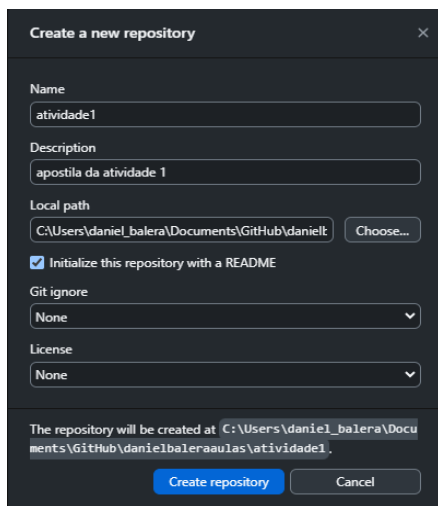 Create a new repository
Name
atividade1
Description
apostila da atividade 1
Local path
C:\Users\daniel_balera\Documents\GitHub\danielt Choose...
Initialize this repository with a README
Git ignore
None
License
None
The repository will be created at C:\Users\daniel_balera\Docu
ments\GitHub\danielbaleraaulas\atividade1.
Create repository Cancel